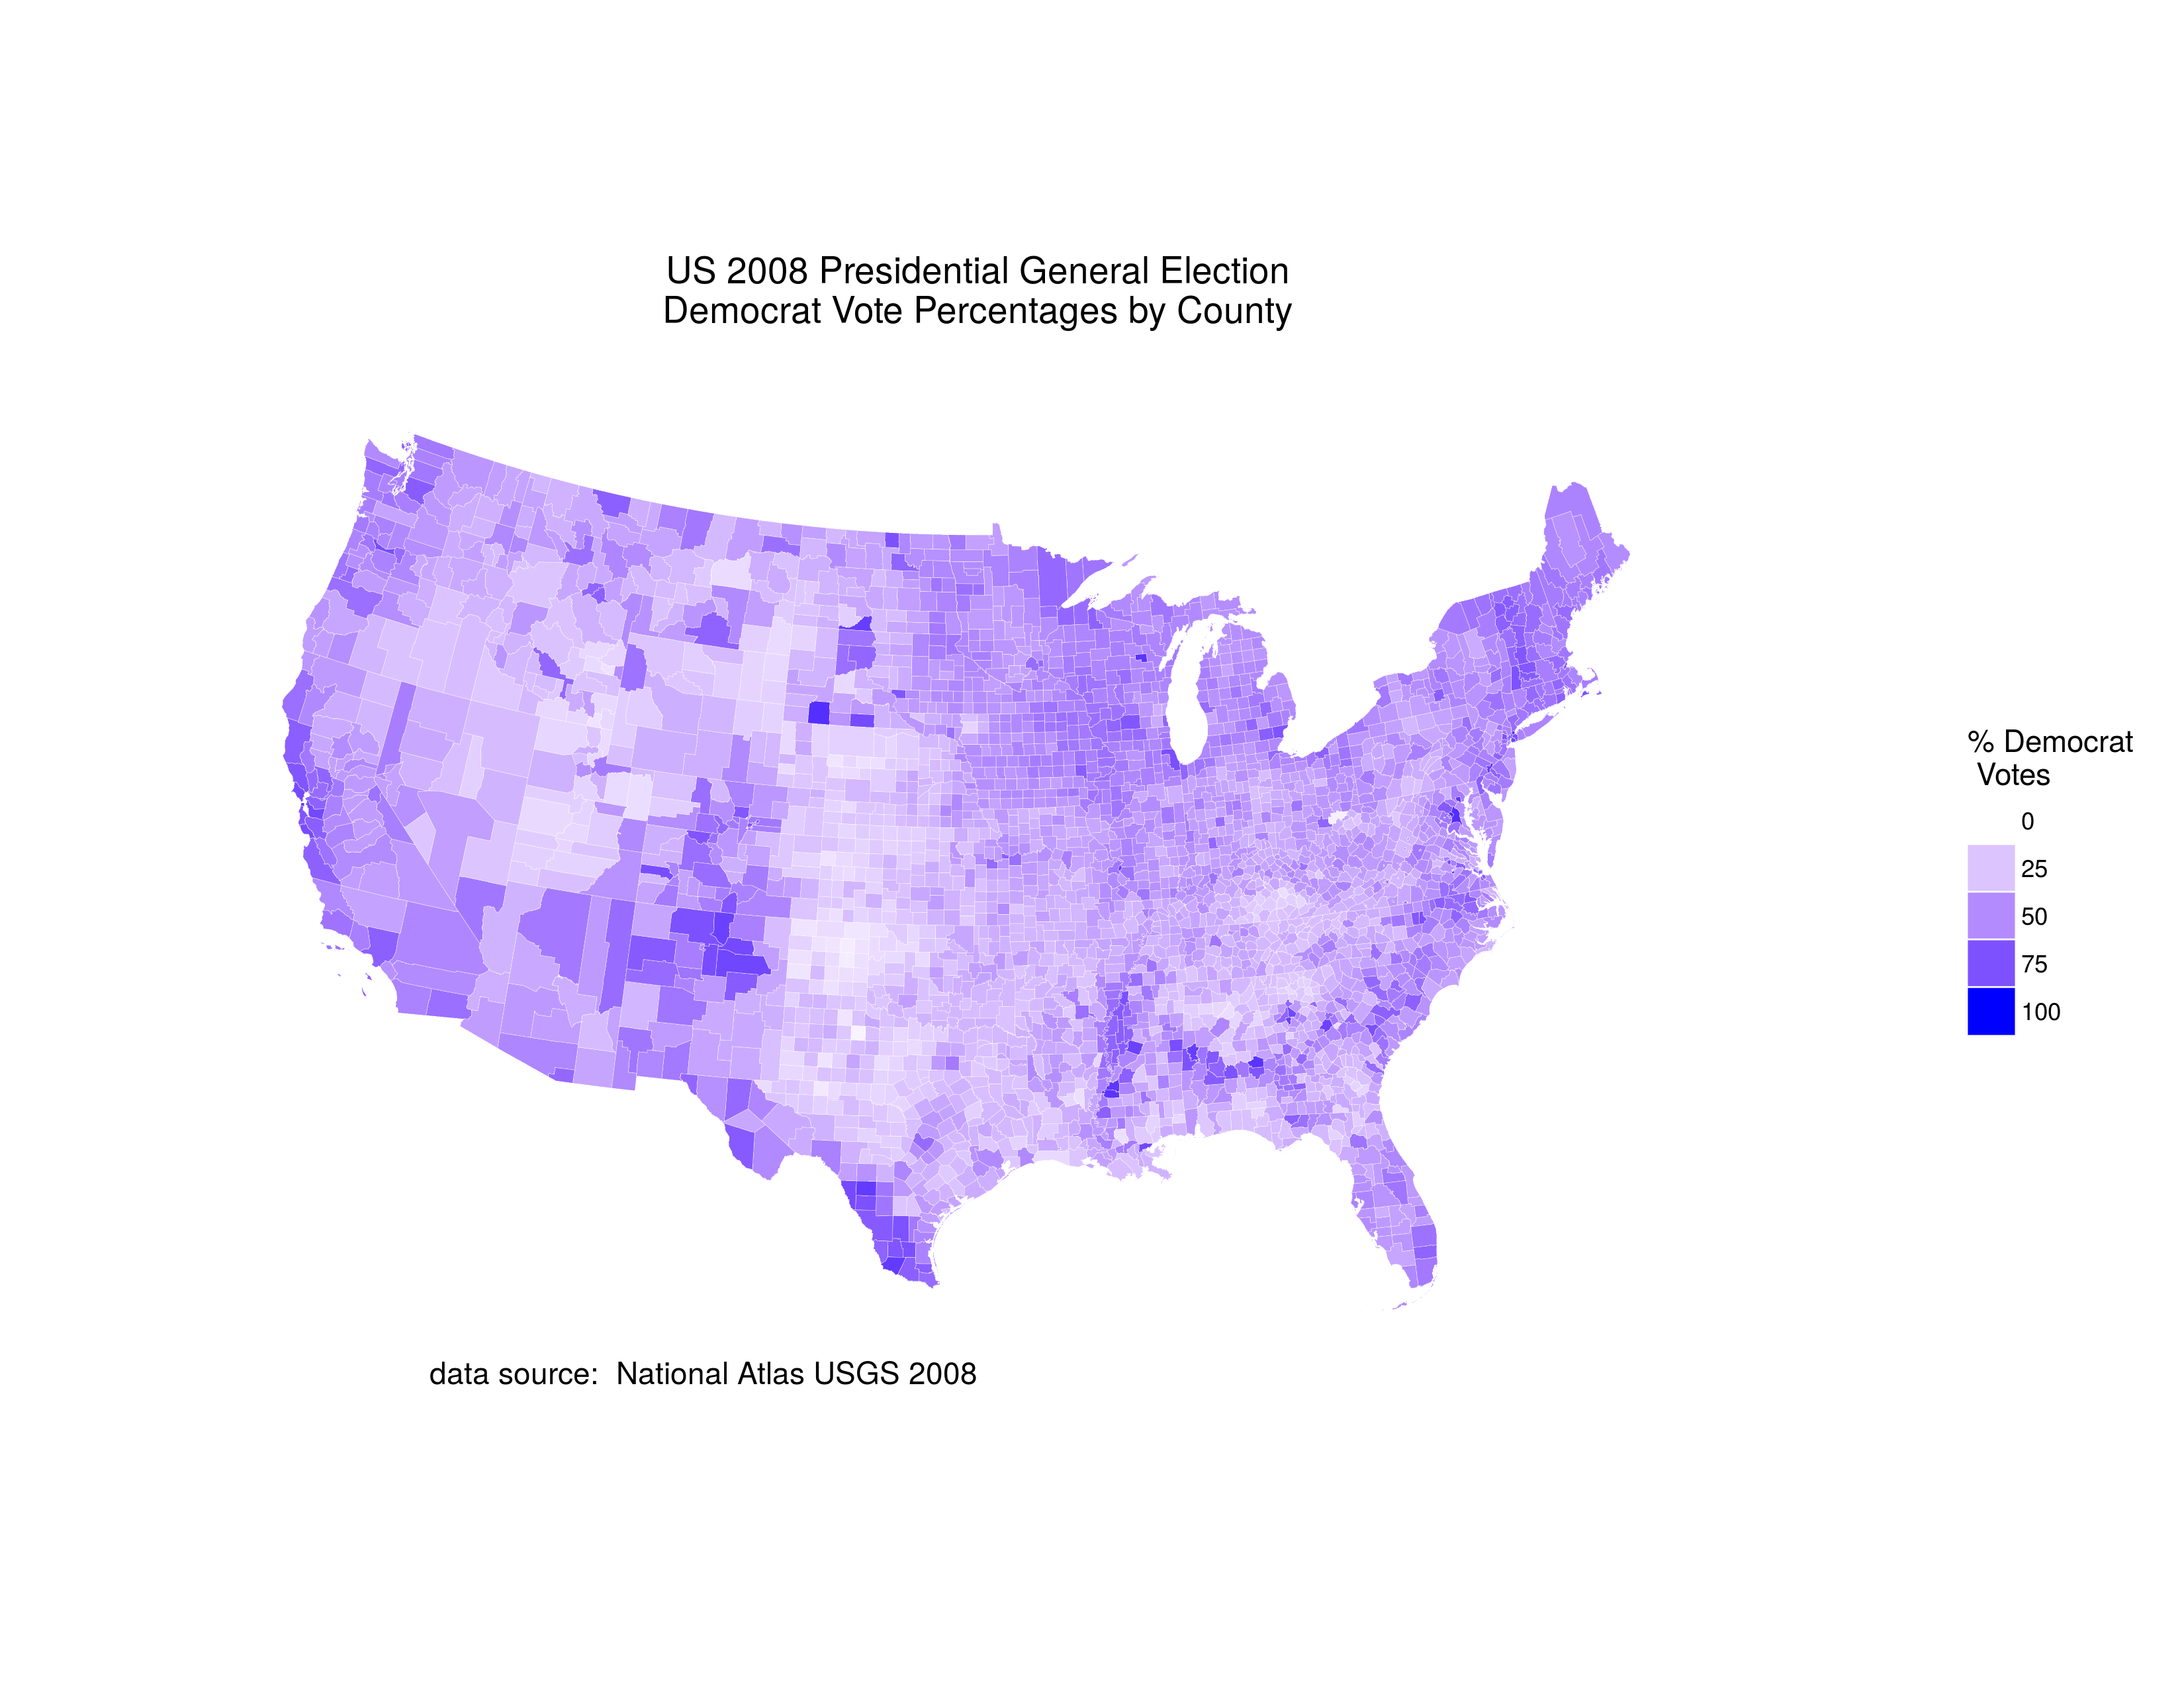 US 2008 Presidential General Election
Democrat Vote Percentages by County
% Democrat
Votes
0
25
50
75
100
data source:  National Atlas USGS 2008